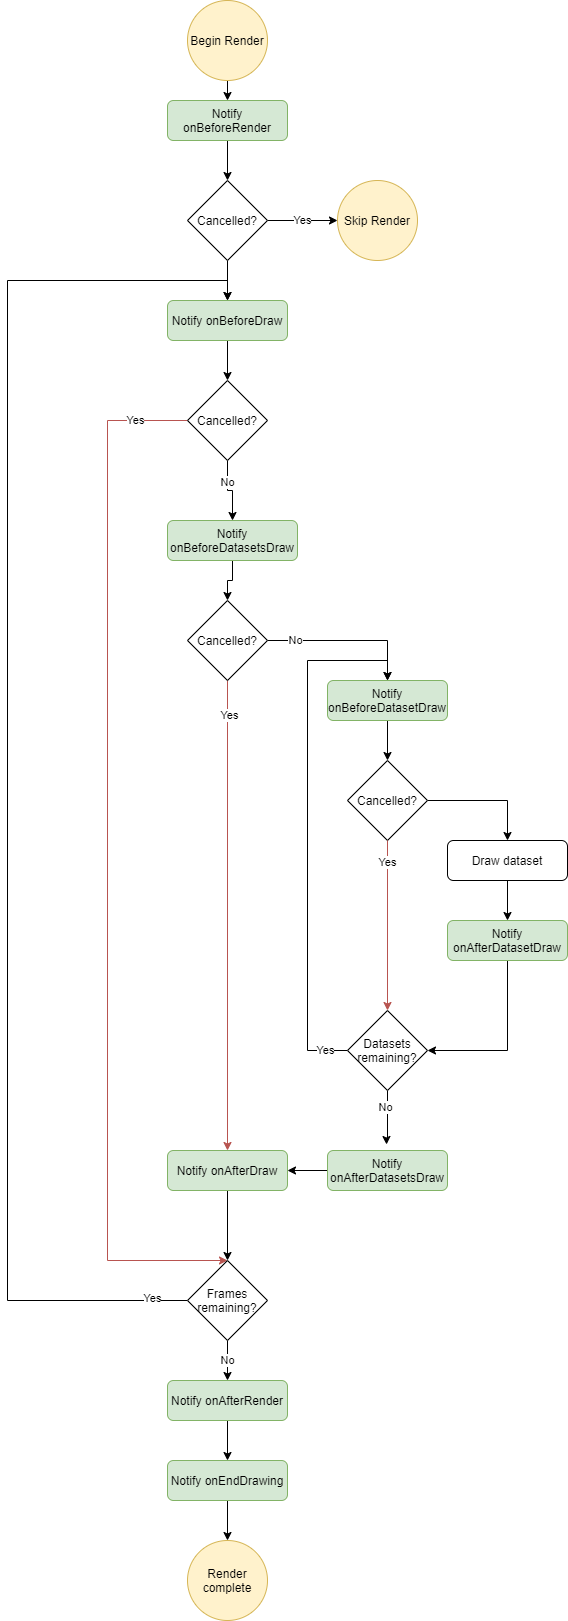 Begin Render
Notify
onBeforeRender
Cancelled?
Yes
Skip Render
Notify onBeforeDraw
Yes
Cancelled?
No
Notify
onBeforeDatasetsDraw
Cancelled?
No
Notify
onBeforeDatasetDraw
Yes
Cancelled?
Yes
Draw dataset
Notify
onAfterDatasetDraw
Yes
Datasets
remaining?
No
Notify onAfterDraw
Notify
onAfterDatasetsDraw
Yes
Frames
remaining?
No
Notify onAfterRender
Notify onEndDrawing
Render
complete